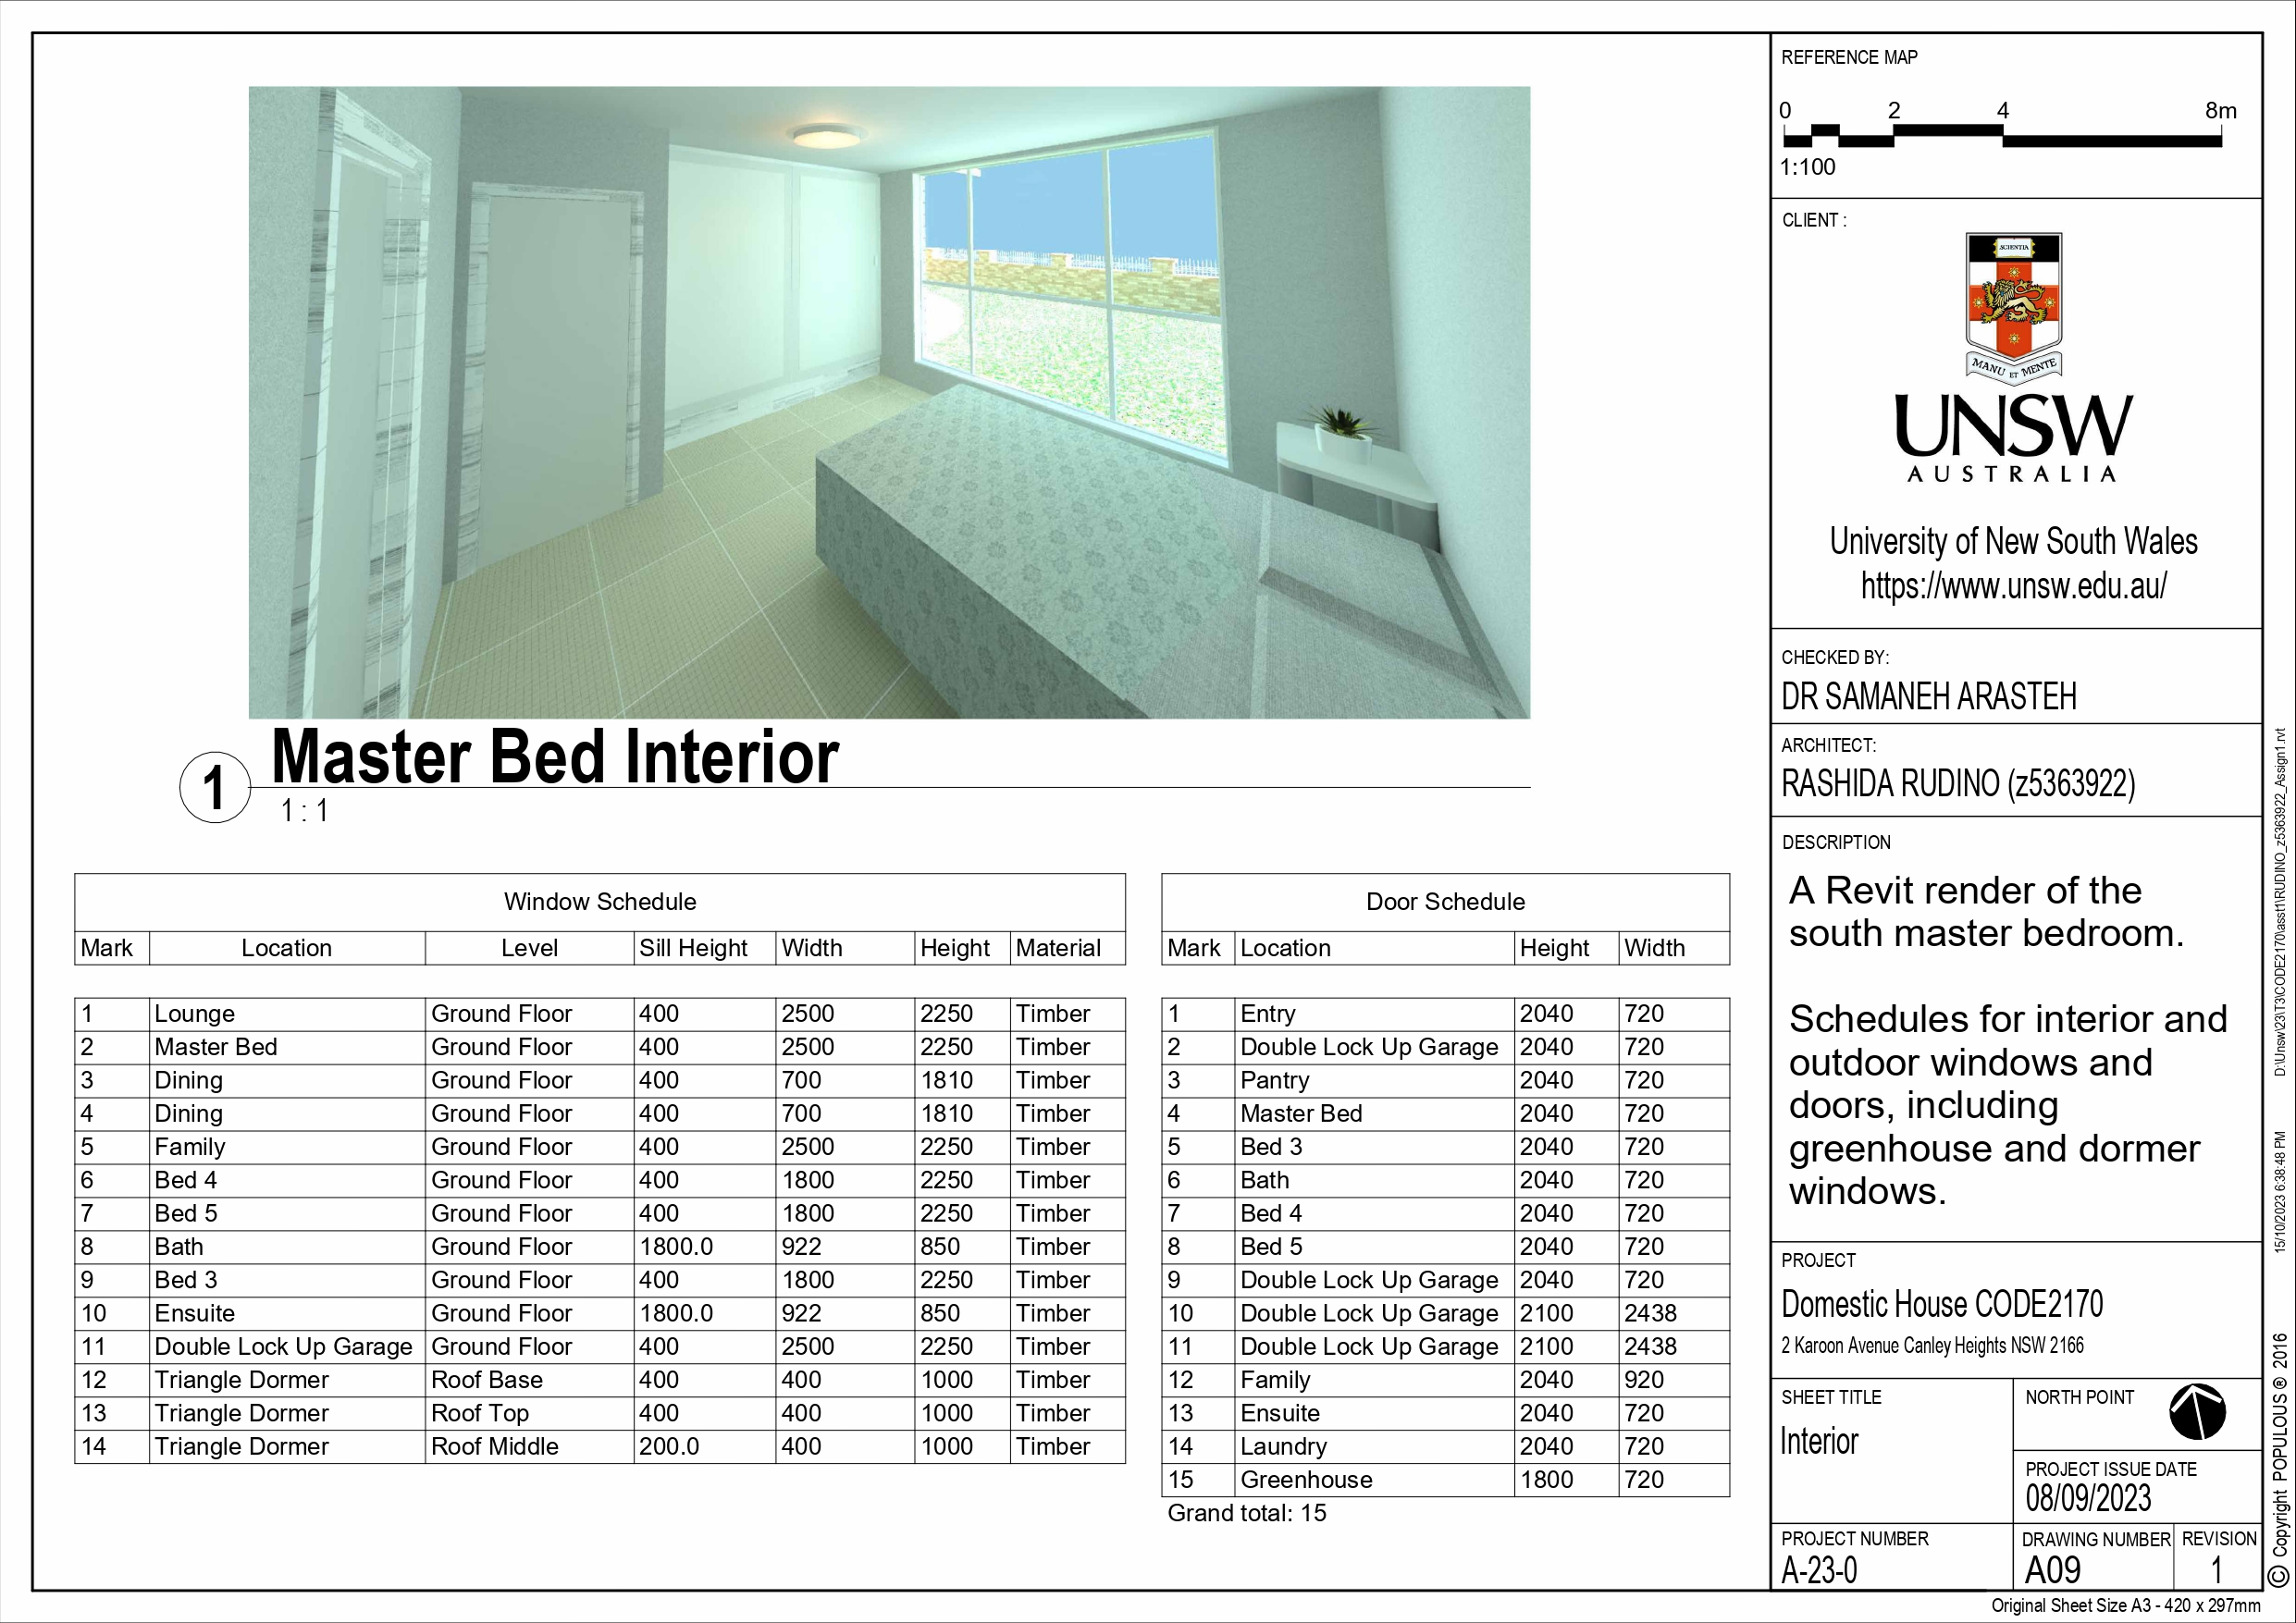 REFERENCE MAP
0 2 4 8m
1:100
CLIENT :
SCIENTIA
MANU ET MENTE
UNSW
AUSTRALIA
University of New South Wales
https://www.unsw.edu.au/
CHECKED BY:
DR SAMANEH ARASTEH
ARCHITECT:
RASHIDA RUDINO (z5363922)
DESCRIPTION
A Revit render of the
south master bedroom.
Schedules for interior and
outdoor windows and
doors, including
greenhouse and dormer
windows.
PROJECT
Domestic House CODE2170
2 Karoon Avenue Canley Heights NSW 2166
SHEET TITLE
Interior
NORTH POINT
PROJECT ISSUE DATE
08/09/2023
PROJECT NUMBER
A-23-0
DRAWING NUMBER
A09
REVISION
1
Original Sheet Size A3 - 420 x 297mm
D:\Unsw\23\T3\CODE2170\asst1\RUDINO_z5363922_Assign1.rvt
15/10/2023 6:38:48 PM
© Copyright POPULOUS ® 2016
1
Master Bed Interior
1 : 1
Window Schedule
Mark Location Level Sill Height Width Height Material
1 Lounge Ground Floor 400 2500 2250 Timber
2 Master Bed Ground Floor 400 2500 2250 Timber
3 Dining Ground Floor 400 700 1810 Timber
4 Dining Ground Floor 400 700 1810 Timber
5 Family Ground Floor 400 2500 2250 Timber
6 Bed 4 Ground Floor 400 1800 2250 Timber
7 Bed 5 Ground Floor 400 1800 2250 Timber
8 Bath Ground Floor 1800.0 922 850 Timber
9 Bed 3 Ground Floor 400 1800 2250 Timber
10 Ensuite Ground Floor 1800.0 922 850 Timber
11 Double Lock Up Garage Ground Floor 400 2500 2250 Timber
12 Triangle Dormer Roof Base 400 400 1000 Timber
13 Triangle Dormer Roof Top 400 400 1000 Timber
14 Triangle Dormer Roof Middle 200.0 400 1000 Timber
Door Schedule
Mark Location Height Width
1 Entry 2040 720
2 Double Lock Up Garage 2040 720
3 Pantry 2040 720
4 Master Bed 2040 720
5 Bed 3 2040 720
6 Bath 2040 720
7 Bed 4 2040 720
8 Bed 5 2040 720
9 Double Lock Up Garage 2040 720
10 Double Lock Up Garage 2100 2438
11 Double Lock Up Garage 2100 2438
12 Family 2040 920
13 Ensuite 2040 720
14 Laundry 2040 720
15 Greenhouse 1800 720
Grand total: 15